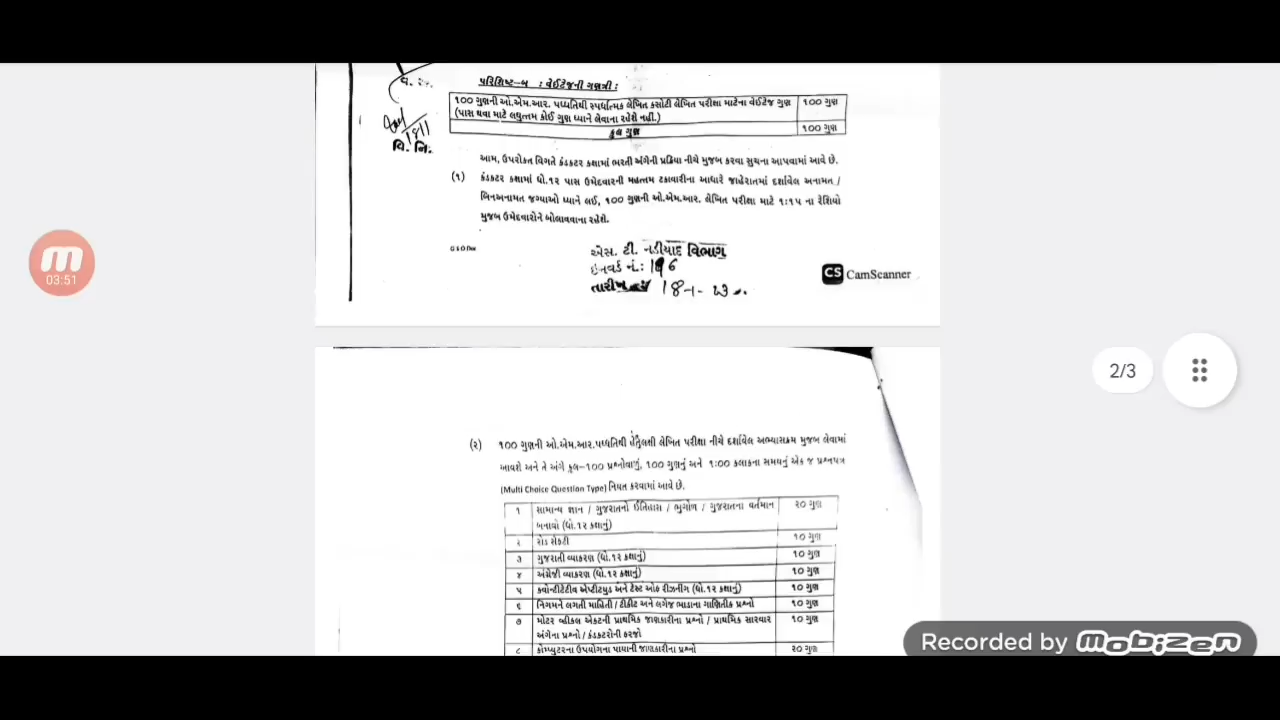 વ.
પરિશિષ્ટ-બ : વેઈટેજની ગણત્રી :
૧૦૦ ગુણની ઓ.એમ.આર. પધ્ધતિથી સ્પર્ધાત્મક લેખિત કસોટી લેખિત પરીક્ષા માટેના વેઈટેજ ગુણ ૧૦૦ ગુણ
(પાસ થવા માટે લઘુત્તમ કોઈ ગુણ ધ્યાને લેવાના રહેશે નહીં.)
કુલ ગુણ ૧૦૦ ગુણ
વિ. નિ.
આમ, ઉપરોક્ત વિગતે કંડકટર કક્ષામાં ભરતી અંગેની પ્રક્રિયા નીચે મુજબ કરવા સુચના આપવામાં આવે છે.
(૧) કંડકટર કક્ષામાં ધો.૧૨ પાસ ઉમેદવારની મહત્તમ ટકાવારીના આધારે જાહેરાતમાં દર્શાવેલ અનામત /
બિનઅનામત જગ્યાઓ ધ્યાને લઈ, ૧૦૦ ગુણની ઓ.એમ.આર. લેખિત પરીક્ષા માટે ૧:૧૫ ના રેશિયો
મુજબ ઉમેદવારોને બોલાવવાના રહેશે.
એસ. ટી. નડીયાદ વિભાગ
ઇનવર્ડ નં.:
તારીખ
CS CamScanner
M
03:51
2/3
(૨) ૧૦૦ ગુણની ઓ.એમ.આર.પધ્ધતિથી હેતુલક્ષી લેખિત પરીક્ષા નીચે દર્શાવેલ અભ્યાસક્રમ મુજબ લેવામાં
આવશે અને તે અંગે કુલ-૧૦૦ પ્રશ્નોવાળું, ૧૦૦ ગુણનું અને ૧:૦૦ કલાકના સમયનું એક જ પ્રશ્નપત્ર
(Multi Choice Question Type) નિયત કરવામાં આવે છે.
૧ સામાન્ય જ્ઞાન / ગુજરાતનો ઈતિહાસ / ભુગોળ / ગુજરાતના વર્તમાન ૨૦ ગુણ
બનાવો (ધો.૧૨ કક્ષાનું)
૨ રોડ સેફટી ૧૦ ગુણ
૩ ગુજરાતી વ્યાકરણ (ધો.૧૨ કક્ષાનું) ૧૦ ગુણ
૪ અંગ્રેજી વ્યાકરણ (ધો.૧૨ કક્ષાનું) ૧૦ ગુણ
૫ ક્વોન્ટીટેટીવ એપ્ટીટ્યુડ અને ટેસ્ટ ઓફ રીઝનીંગ (ધો.૧૨ કક્ષાનું) ૧૦ ગુણ
૬ નિગમને લગતી માહિતી / ટીકીટ અને લગેજ ભાડાના ગાણિતીક પ્રશ્નો ૧૦ ગુણ
૭ મોટર વ્હીકલ એક્ટની પ્રાથમિક જાણકારીના પ્રશ્નો / પ્રાથમિક સારવાર ૧૦ ગુણ
અંગેના પ્રશ્નો / કંડકટરોની ફરજો
૮ કોમ્પ્યુટરના ઉપયોગના પાયાની જાણકારીના પ્રશ્નો ૨૦ ગુણ
Recorded by mobizen